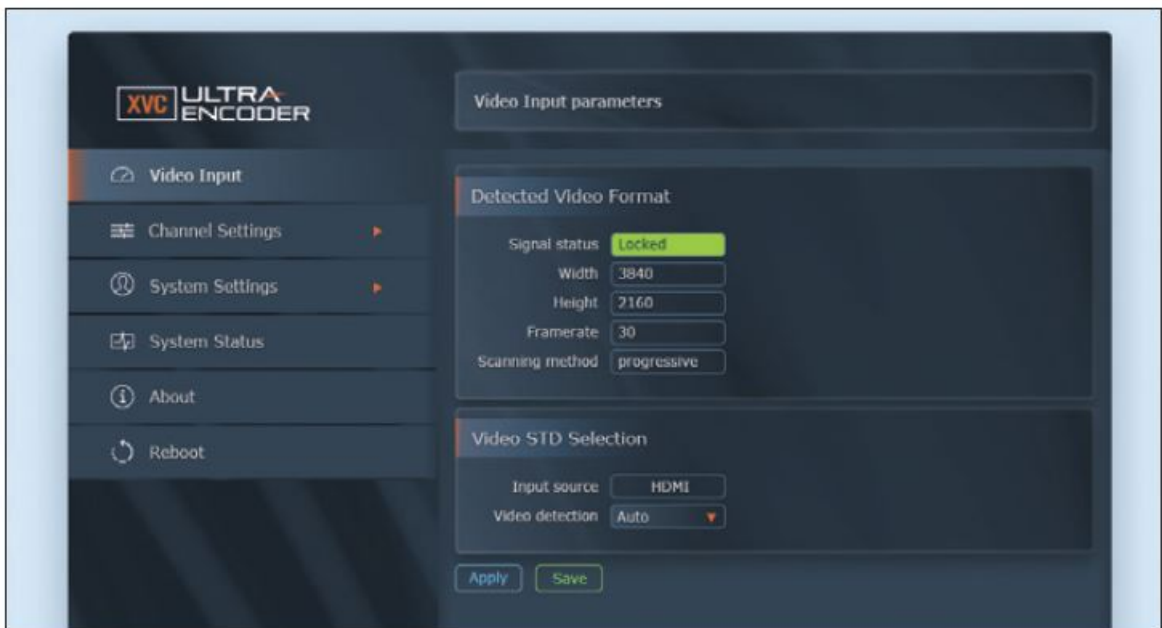 XVC ULTRA
ENCODER
Video Input parameters
Video Input
Channel Settings
System Settings
System Status
About
Reboot
Detected Video Format
Signal status Locked
Width 3840
Height 2160
Framerate 30
Scanning method progressive
Video STD Selection
Input source HDMI
Video detection Auto
Apply Save